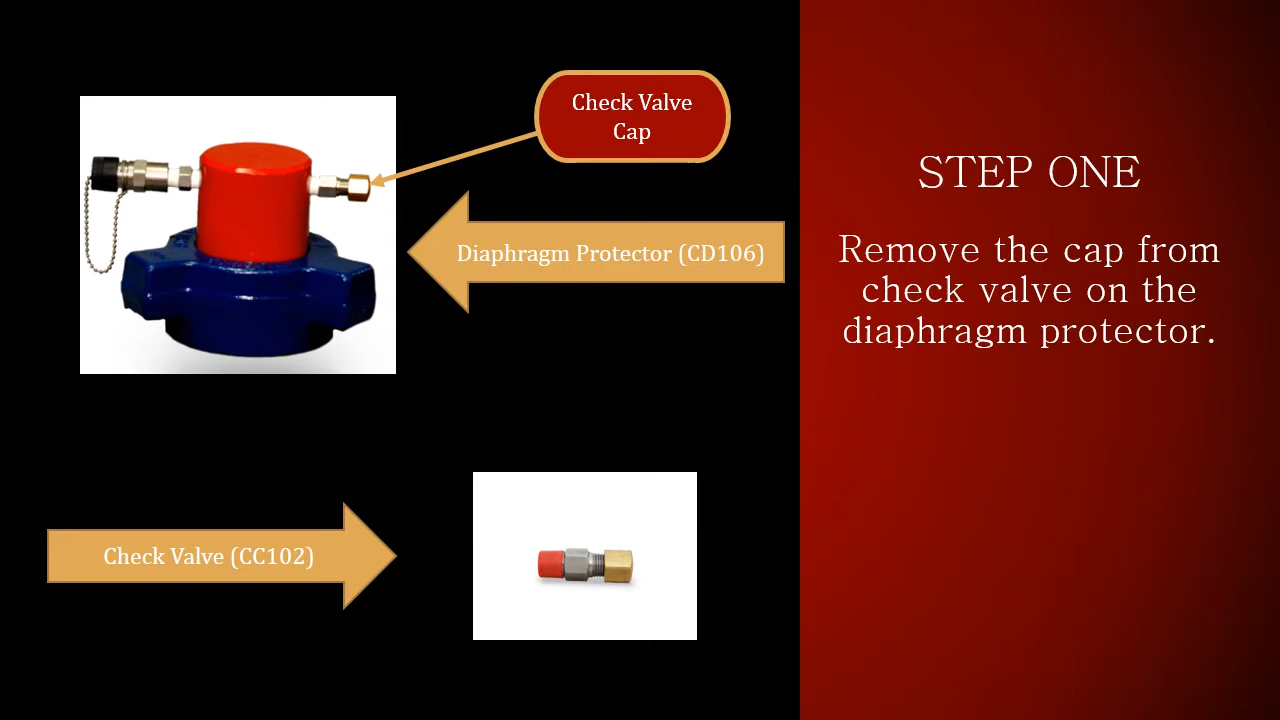 Check Valve
Cap
Diaphragm Protector (CD106)
Check Valve (CC102)
STEP ONE
Remove the cap from
check valve on the
diaphragm protector.